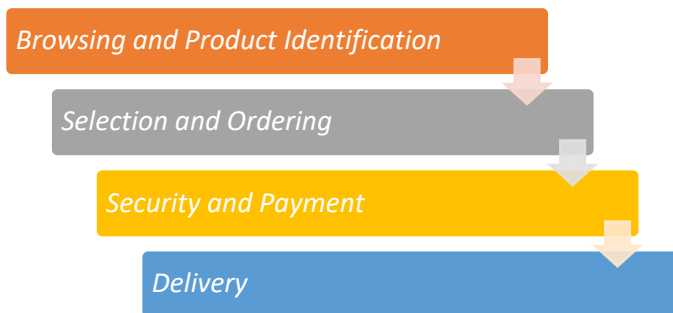 Browsing and Product Identification
Selection and Ordering
Security and Payment
Delivery